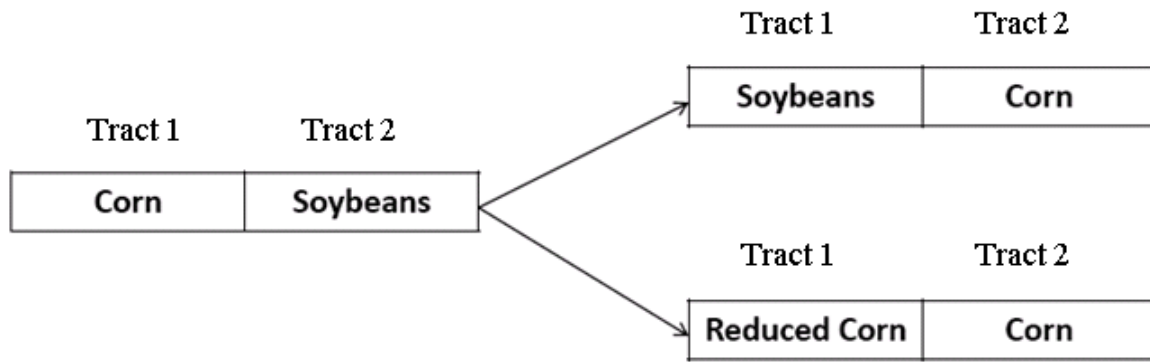 Tract 1 Tract 2
Soybeans Corn
Tract 1 Tract 2
Corn Soybeans
Tract 1 Tract 2
Reduced Corn Corn